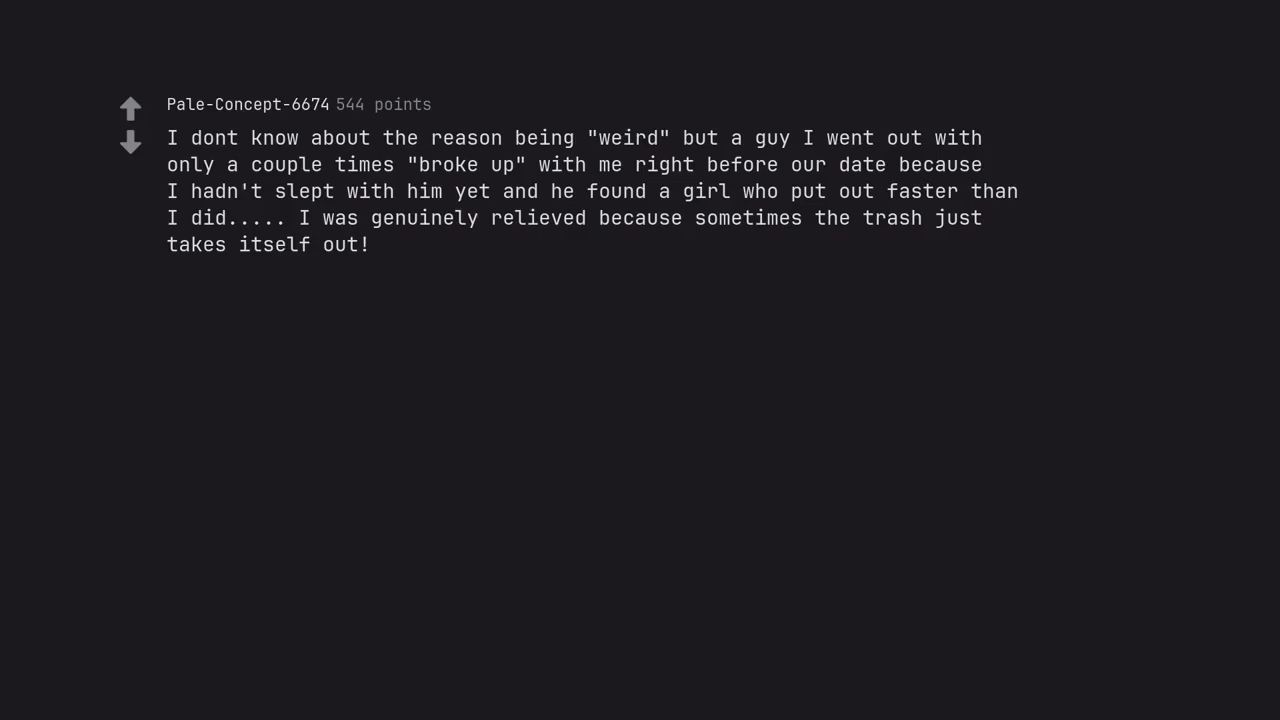 Pale-Concept-6674 544 points
I dont know about the reason being "weird" but a guy I went out with
only a couple times "broke up" with me right before our date because
I hadn't slept with him yet and he found a girl who put out faster than
I did..... I was genuinely relieved because sometimes the trash just
takes itself out!